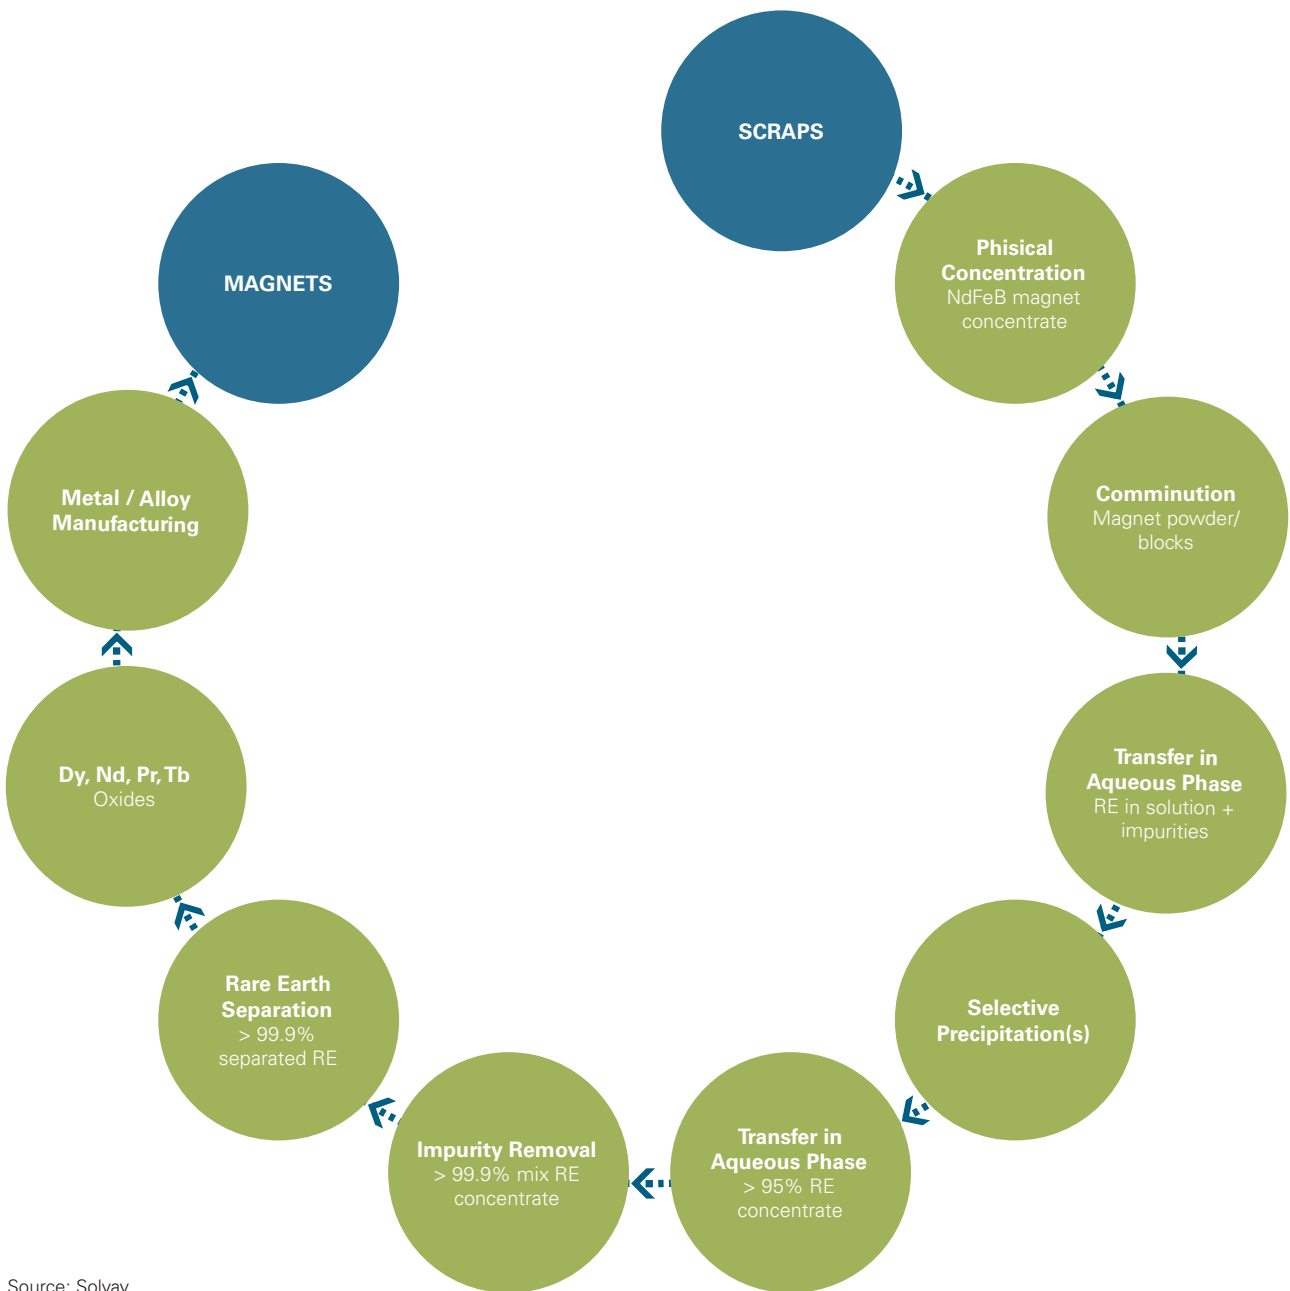 SCRAPS
Phisical
Concentration
NdFeB magnet
concentrate
Comminution
Magnet powder/
blocks
Transfer in
Aqueous Phase
RE in solution +
impurities
Selective
Precipitation(s)
Transfer in
Aqueous Phase
> 95% RE
concentrate
Impurity Removal
> 99.9% mix RE
concentrate
Rare Earth
Separation
> 99.9%
separated RE
Dy, Nd, Pr, Tb
Oxides
Metal / Alloy
Manufacturing
MAGNETS
Source: Solvay